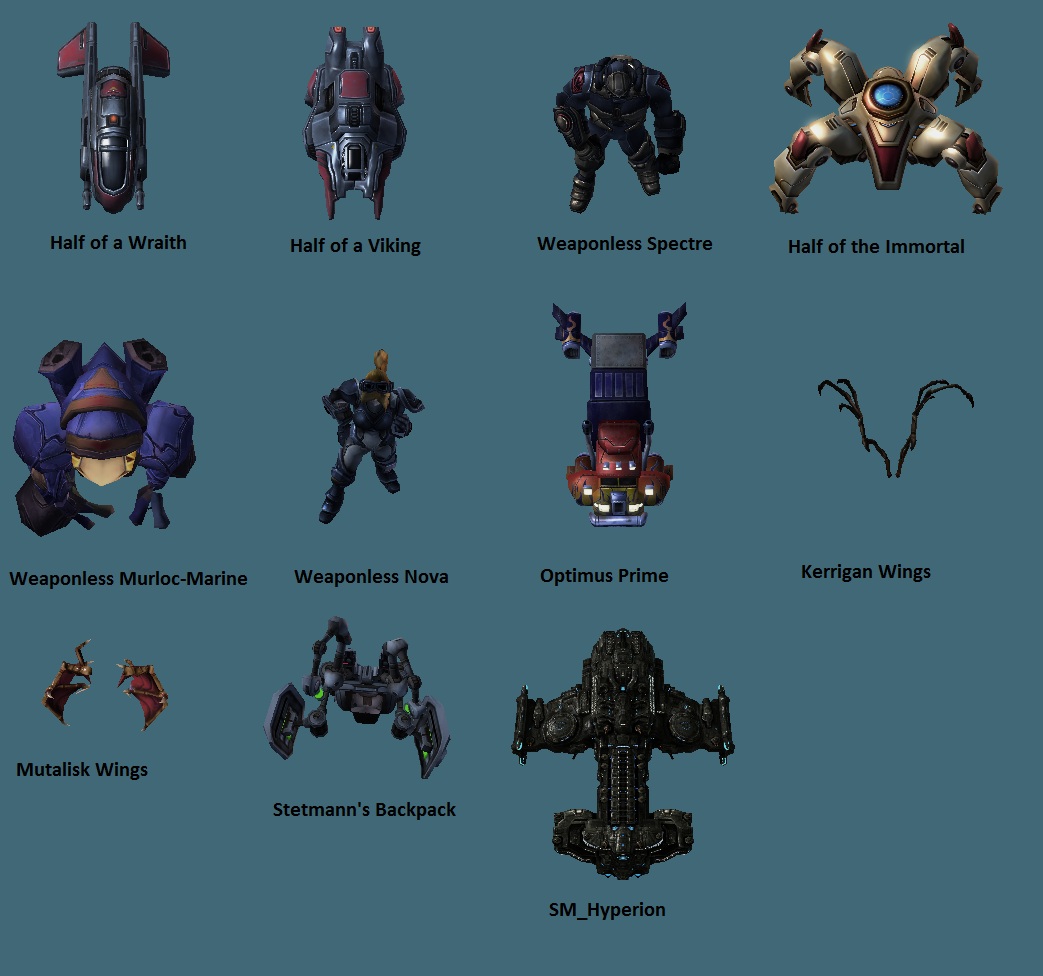 Half of a Wraith
Half of a Viking
Weaponless Spectre
Half of the Immortal
Weaponless Murloc-Marine
Weaponless Nova
Optimus Prime
Kerrigan Wings
Mutalisk Wings
Stetmann's Backpack
SM_Hyperion